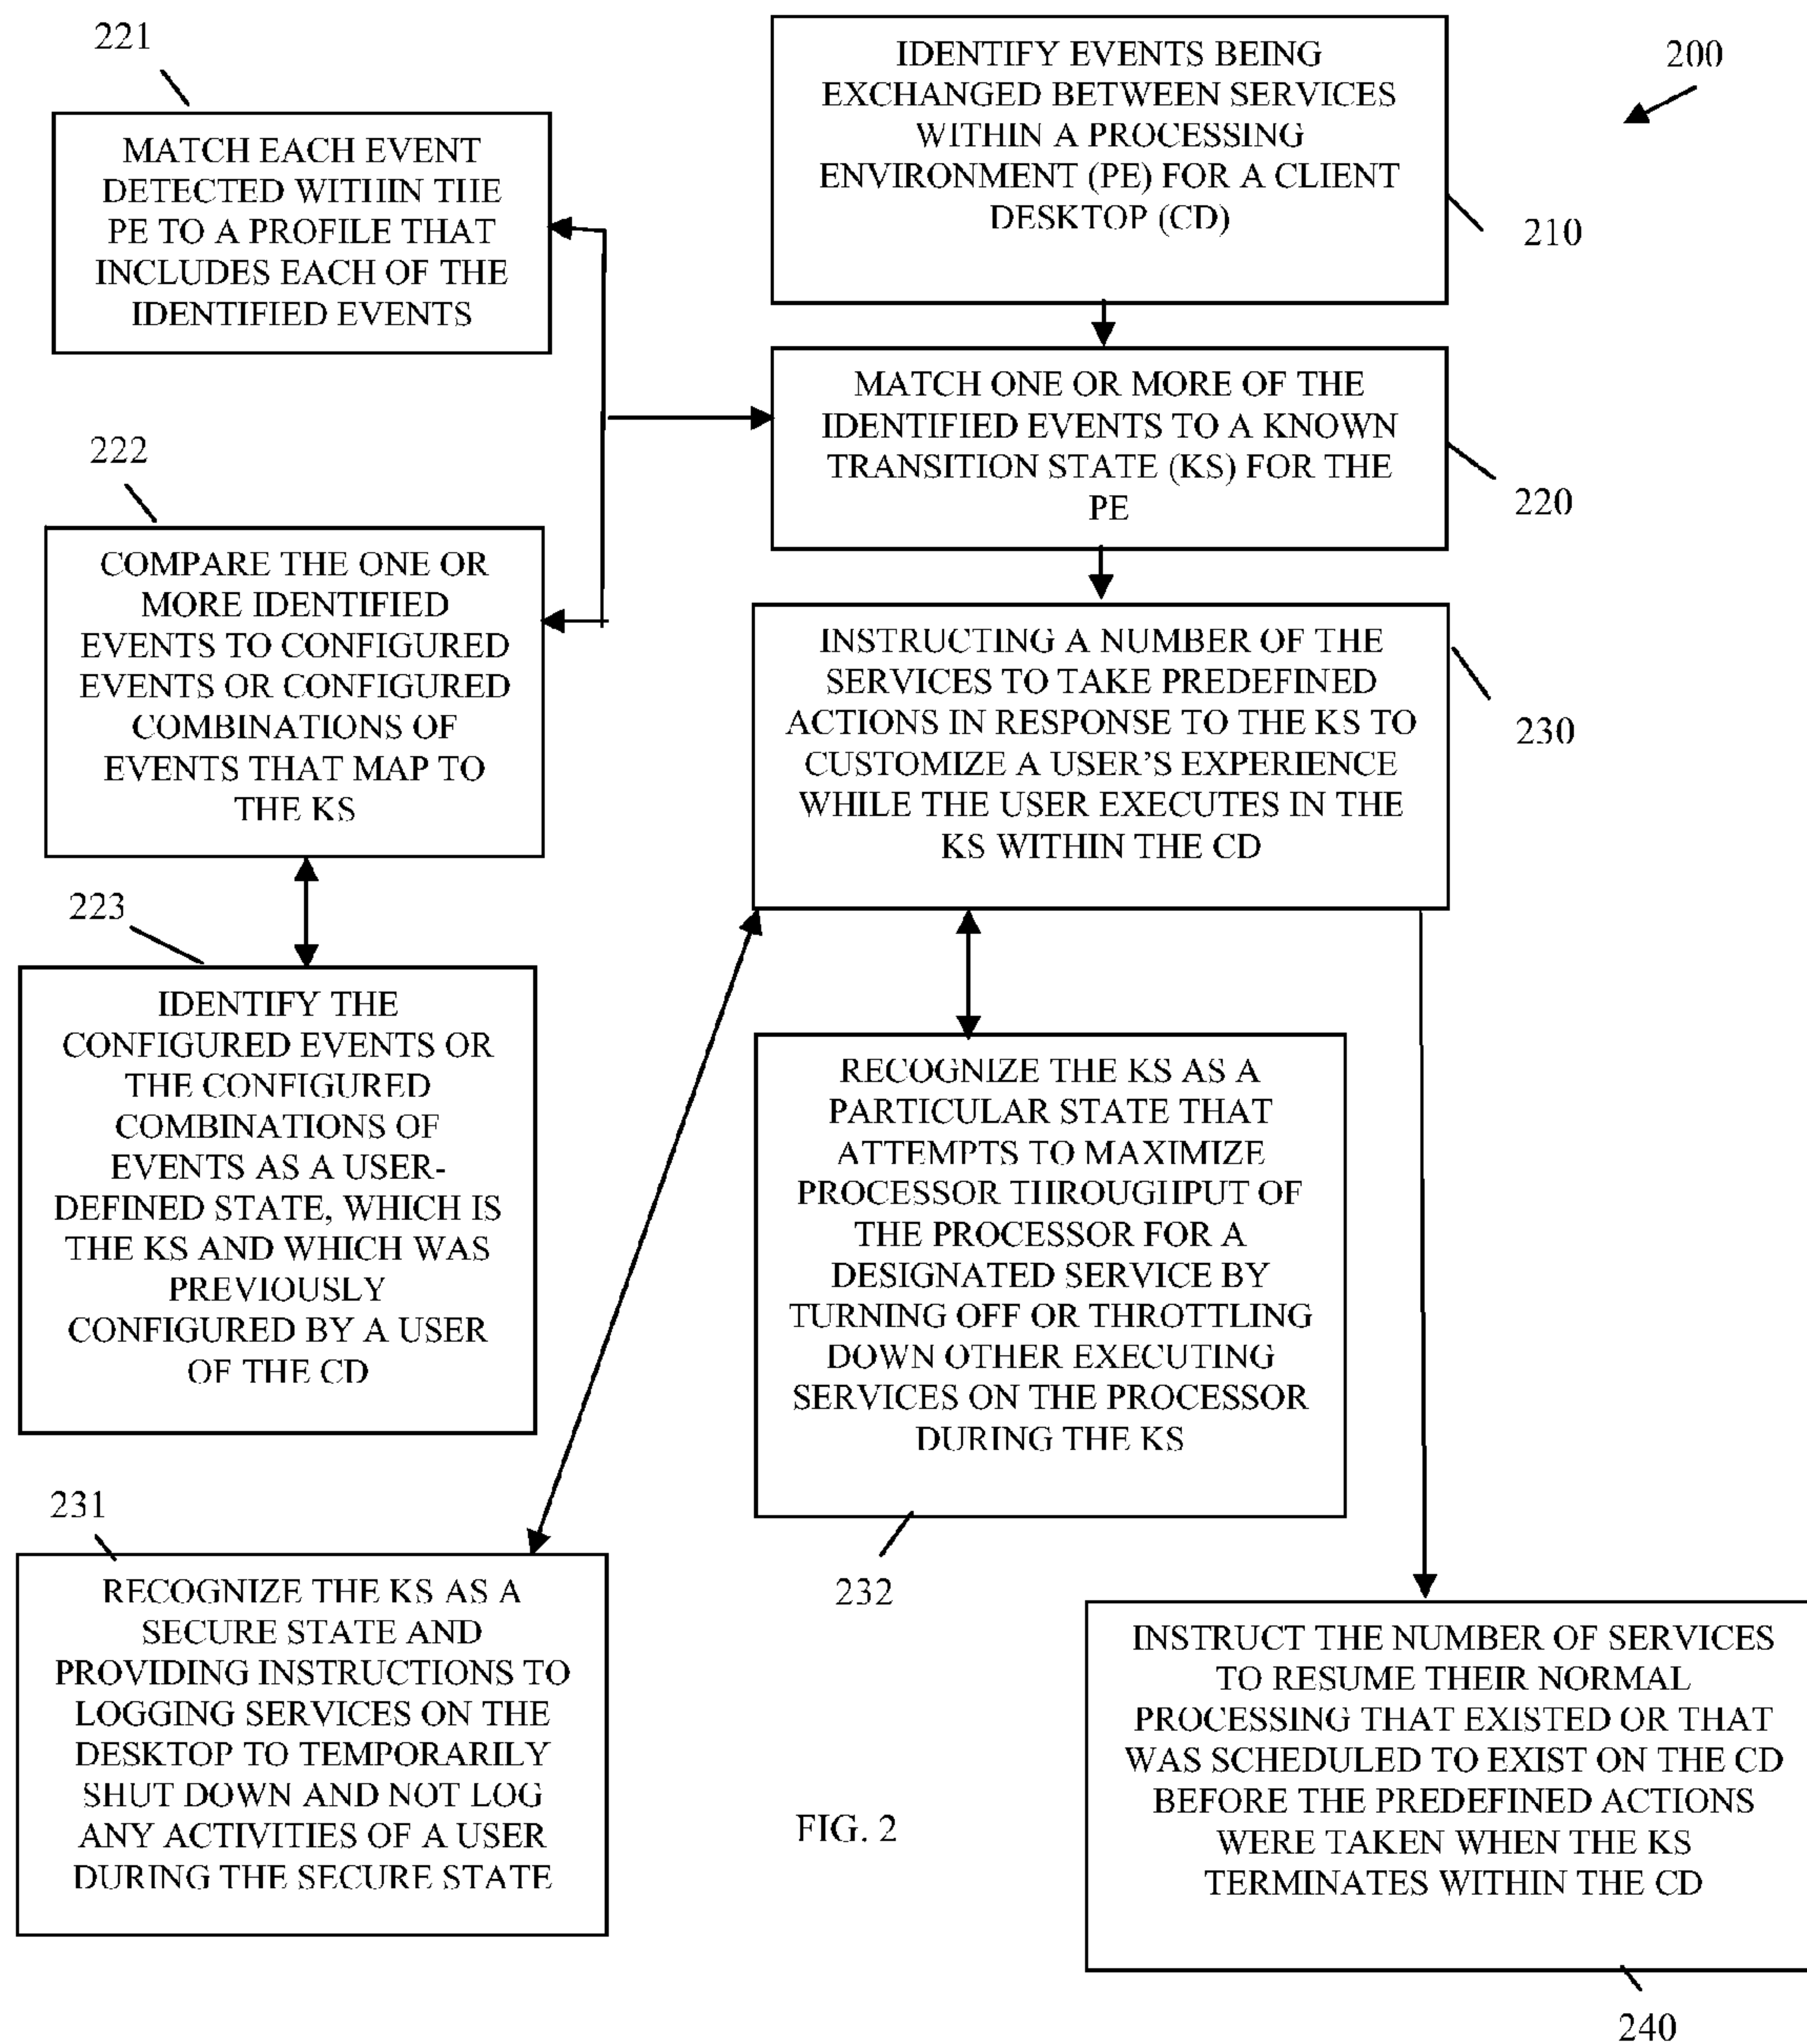 221
MATCH EACH EVENT
DETECTED WITHIN THE
PE TO A PROFILE THAT
INCLUDES EACH OF THE
IDENTIFIED EVENTS
IDENTIFY EVENTS BEING
EXCHANGED BETWEEN SERVICES
WITHIN A PROCESSING
ENVIRONMENT (PE) FOR A CLIENT
DESKTOP (CD)
200
210
MATCH ONE OR MORE OF THE
IDENTIFIED EVENTS TO A KNOWN
TRANSITION STATE (KS) FOR THE
PE
220
222
COMPARE THE ONE OR
MORE IDENTIFIED
EVENTS TO CONFIGURED
EVENTS OR CONFIGURED
COMBINATIONS OF
EVENTS THAT MAP TO
THE KS
INSTRUCTING A NUMBER OF THE
SERVICES TO TAKE PREDEFINED
ACTIONS IN RESPONSE TO THE KS TO
CUSTOMIZE A USER'S EXPERIENCE
WHILE THE USER EXECUTES IN THE
KS WITHIN THE CD
230
223
IDENTIFY THE
CONFIGURED EVENTS OR
THE CONFIGURED
COMBINATIONS OF
EVENTS AS A USER-
DEFINED STATE, WHICH IS
THE KS AND WHICH WAS
PREVIOUSLY
CONFIGURED BY A USER
OF THE CD
RECOGNIZE THE KS AS A
PARTICULAR STATE THAT
ATTEMPTS TO MAXIMIZE
PROCESSOR THROUGHPUT OF
THE PROCESSOR FOR A
DESIGNATED SERVICE BY
TURNING OFF OR THROTTLING
DOWN OTHER EXECUTING
SERVICES ON THE PROCESSOR
DURING THE KS
232
231
RECOGNIZE THE KS AS A
SECURE STATE AND
PROVIDING INSTRUCTIONS TO
LOGGING SERVICES ON THE
DESKTOP TO TEMPORARILY
SHUT DOWN AND NOT LOG
ANY ACTIVITIES OF A USER
DURING THE SECURE STATE
INSTRUCT THE NUMBER OF SERVICES
TO RESUME THEIR NORMAL
PROCESSING THAT EXISTED OR THAT
WAS SCHEDULED TO EXIST ON THE CD
BEFORE THE PREDEFINED ACTIONS
WERE TAKEN WHEN THE KS
TERMINATES WITHIN THE CD
240
FIG. 2